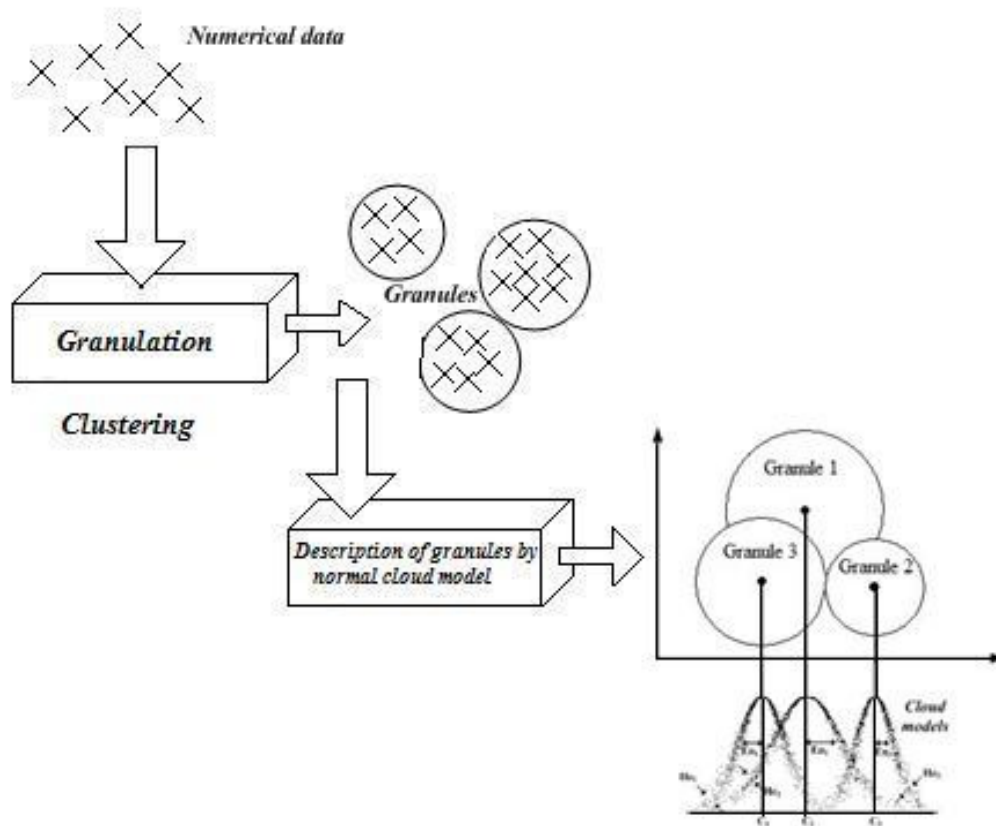 Numerical data
Granules
Granulation
Clustering
Description of granules by
normal cloud model
Granule 1
Granule 3
Granule 2
Cloud
models